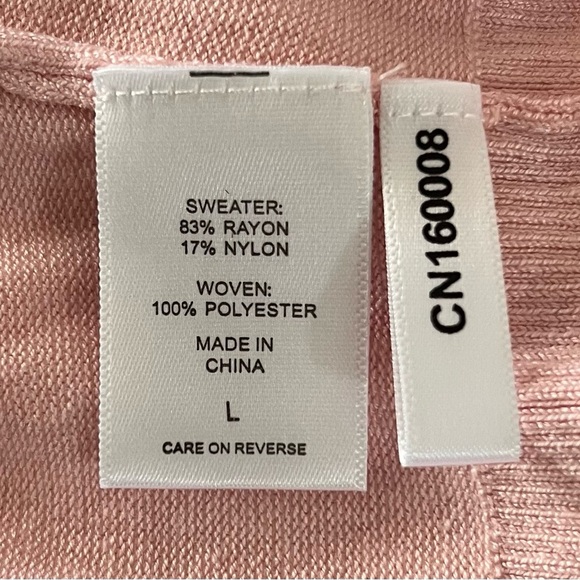 SWEATER:
83% RAYON
17% NYLON
WOVEN:
100% POLYESTER
MADE IN
CHINA
L
CARE ON REVERSE
CN160008